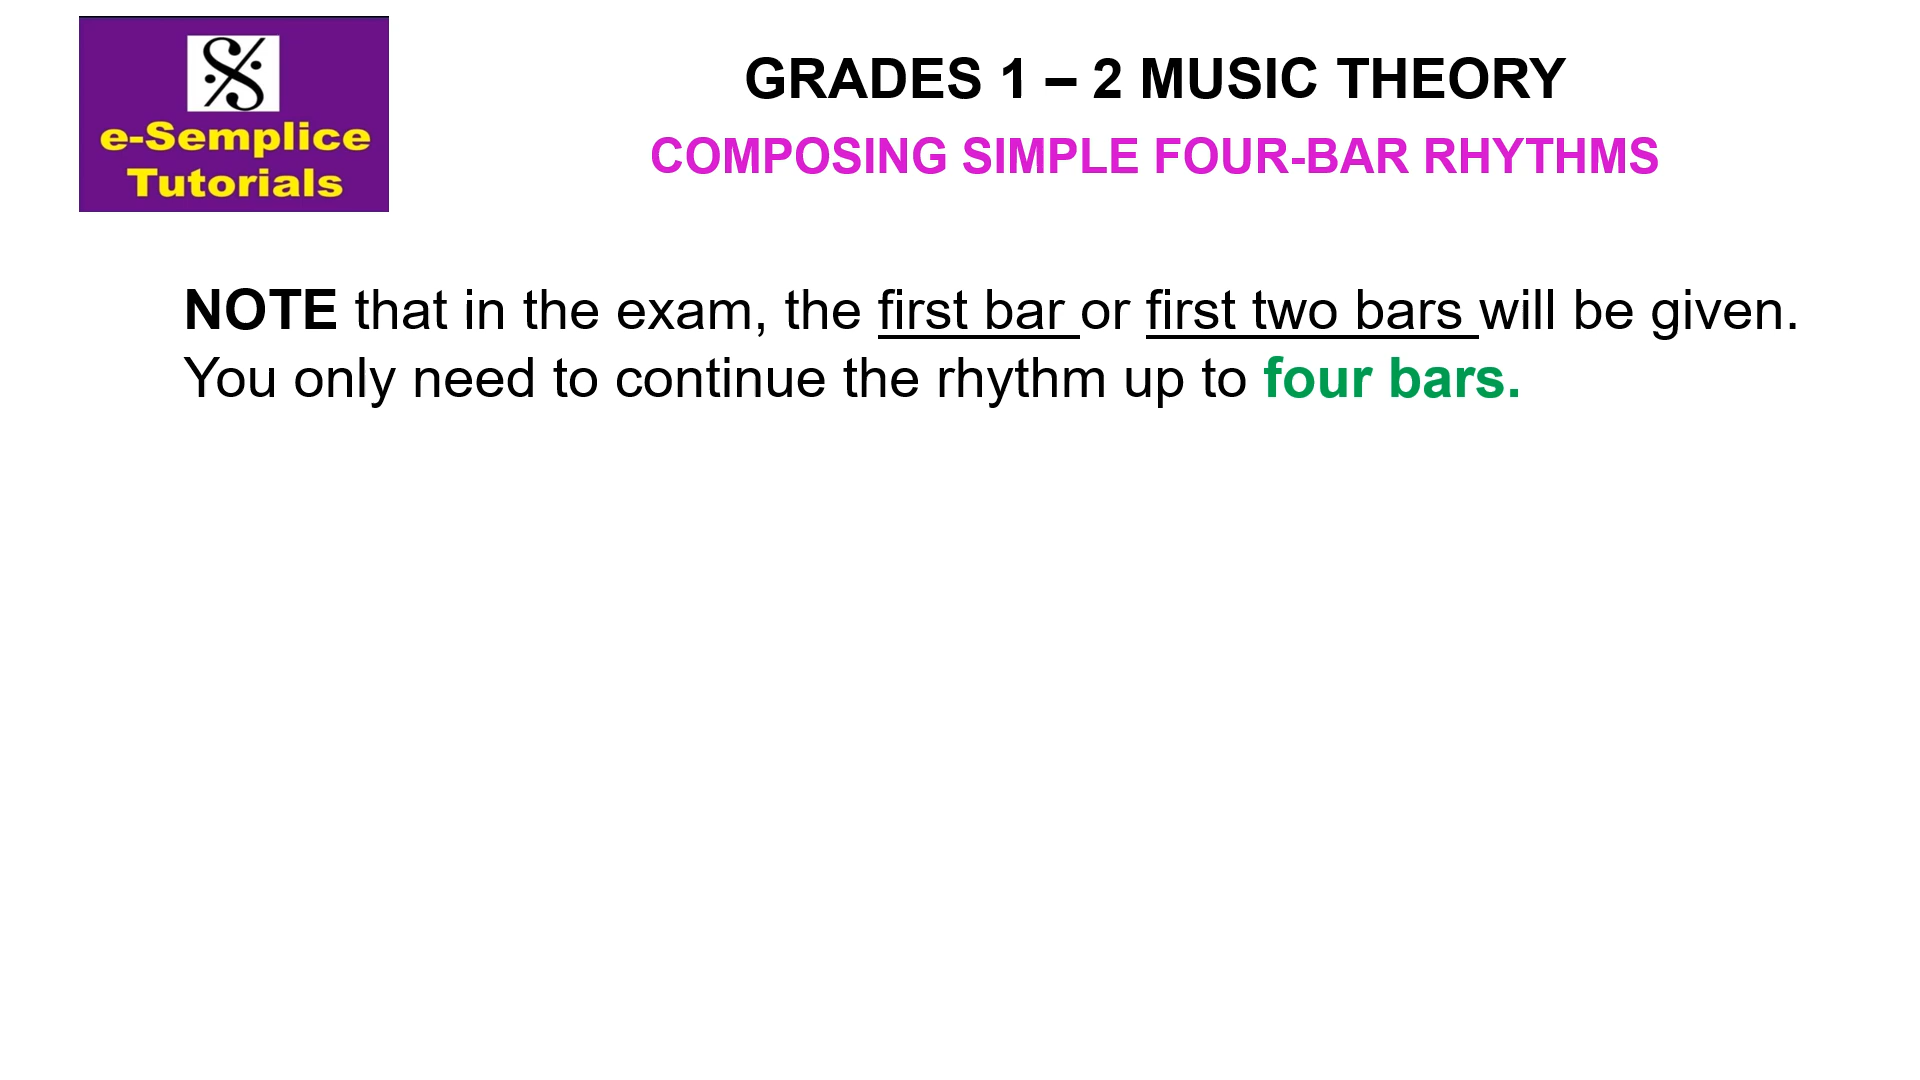 e-Semplice
Tutorials
GRADES 1 – 2 MUSIC THEORY
COMPOSING SIMPLE FOUR-BAR RHYTHMS
NOTE that in the exam, the first bar or first two bars will be given.
You only need to continue the rhythm up to four bars.